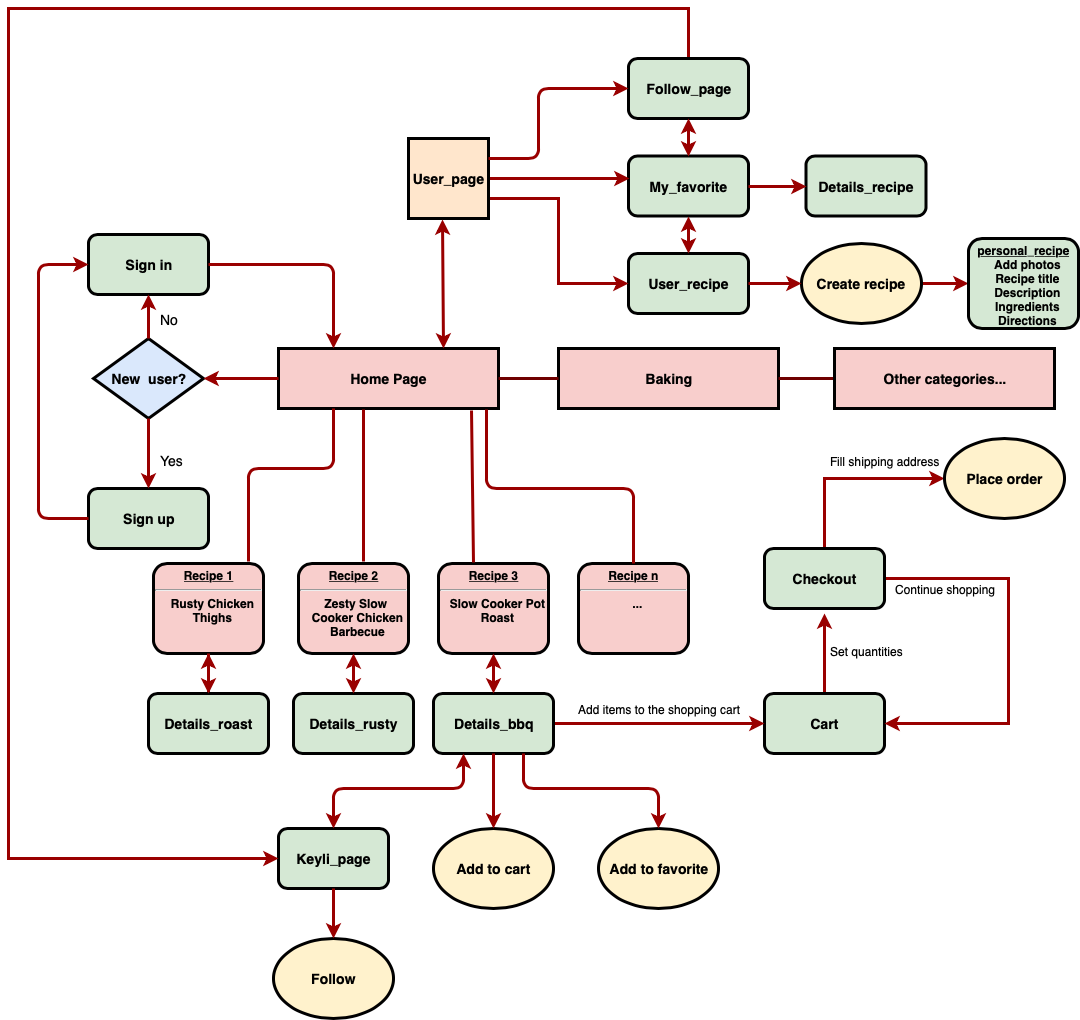 Follow_page
User_page
My_favorite
Details_recipe
Sign in
User_recipe
Create recipe
personal_recipe
Add photos
Recipe title
Description
Ingredients
Directions
No
New  user?
Home Page
Baking
Other categories...
Yes
Fill shipping address
Place order
Sign up
Checkout
Continue shopping
Recipe 1
Rusty Chicken
Thighs
Recipe 2
Zesty Slow
Cooker Chicken
Barbecue
Recipe 3
Slow Cooker Pot
Roast
Recipe n
...
Set quantities
Details_roast
Details_rusty
Details_bbq
Add items to the shopping cart
Cart
Keyli_page
Add to cart
Add to favorite
Follow